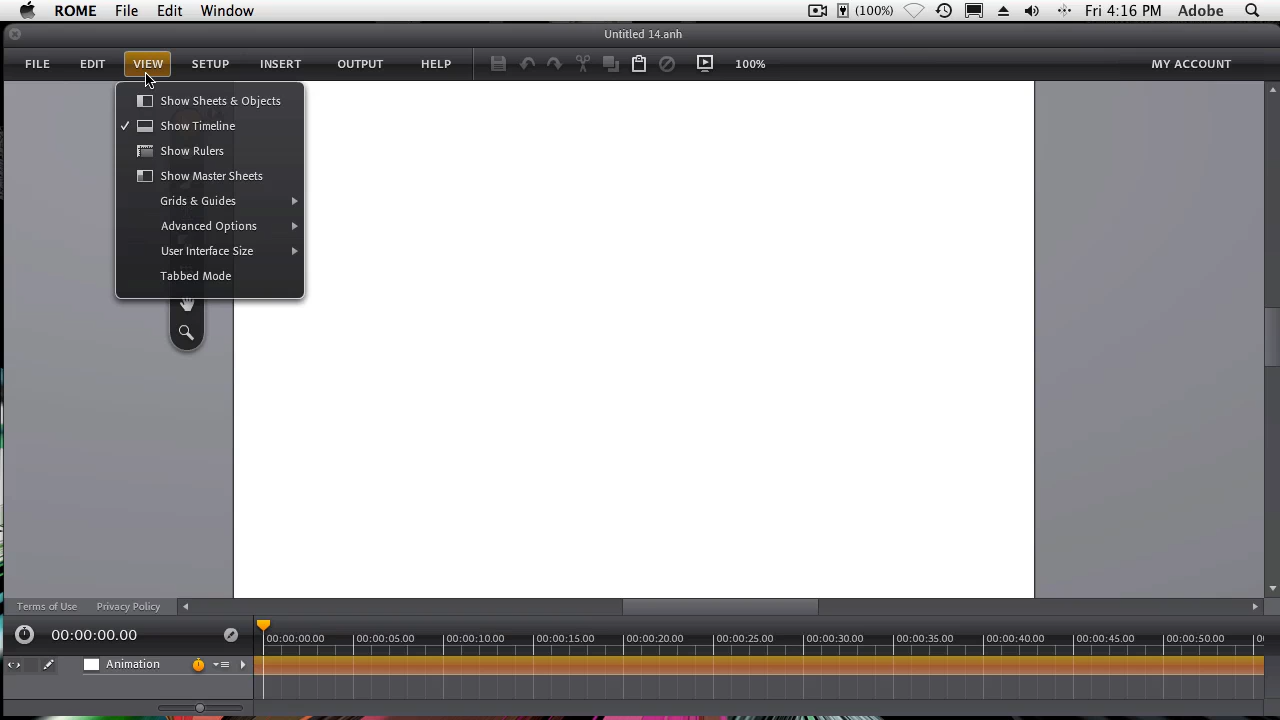 ROME File Edit Window (100%) Fri 4:16 PM Adobe
Untitled 14.anh
FILE EDIT VIEW SETUP INSERT OUTPUT HELP 100% MY ACCOUNT
Show Sheets & Objects
Show Timeline
Show Rulers
Show Master Sheets
Grids & Guides
Advanced Options
User Interface Size
Tabbed Mode
Terms of Use Privacy Policy
00:00:00.00 00:00:00.00 00:00:05.00 00:00:10.00 00:00:15.00 00:00:20.00 00:00:25.00 00:00:30.00 00:00:35.00 00:00:40.00 00:00:45.00 00:00:50.00
Animation